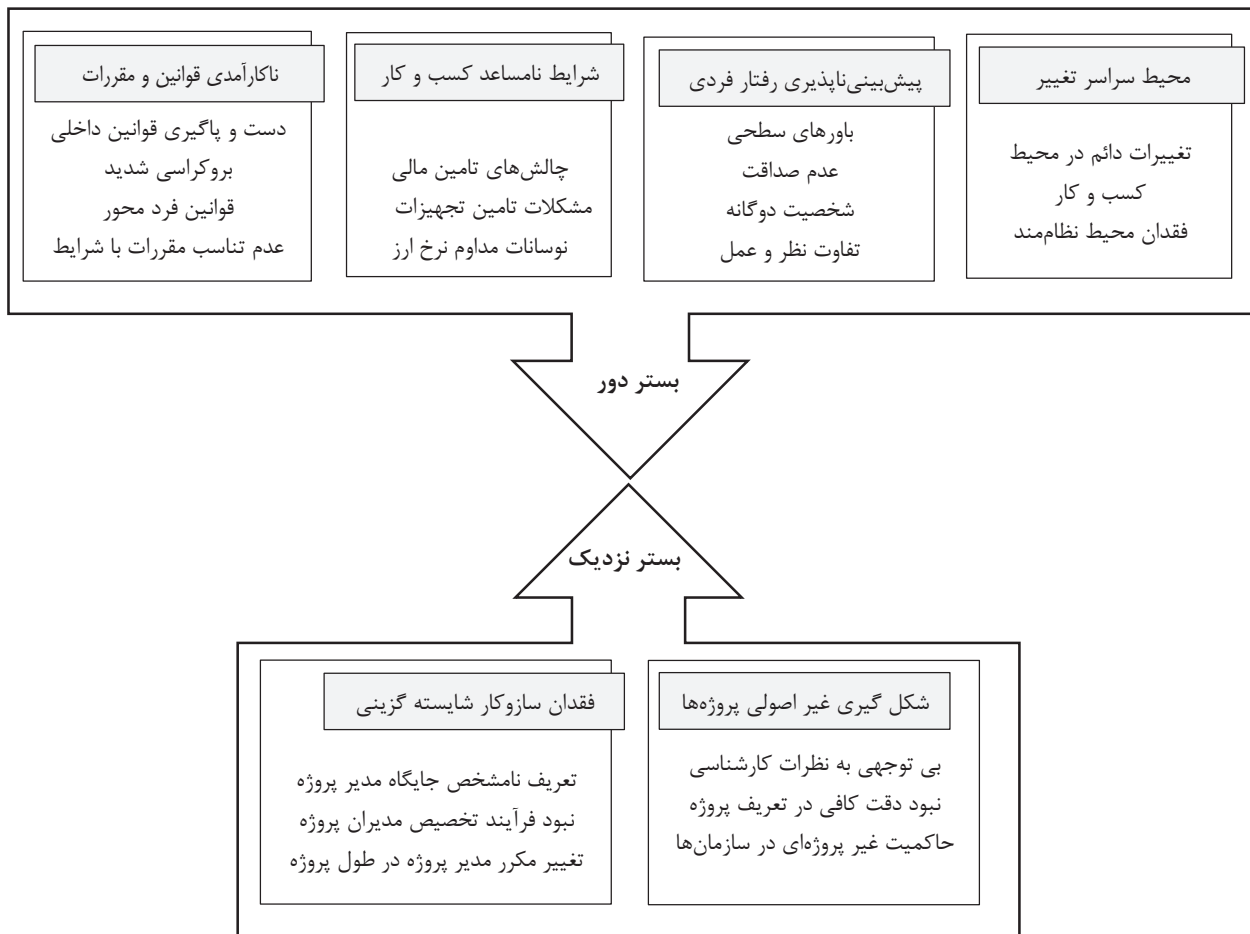 محیط سراسر تغییر
تغییرات دائم در محیط
کسب و کار
فقدان محیط نظام‌مند
پیش‌بینی‌ناپذیری رفتار فردی
باورهای سطحی
عدم صداقت
شخصیت دوگانه
تفاوت نظر و عمل
شرایط نامساعد کسب و کار
چالش‌های تامین مالی
مشکلات تامین تجهیزات
نوسانات مداوم نرخ ارز
ناکارآمدی قوانین و مقررات
دست و پاگیری قوانین داخلی
بروکراسی شدید
قوانین فرد محور
عدم تناسب مقررات با شرایط
بستر دور
بستر نزدیک
شکل گیری غیر اصولی پروژه‌ها
بی توجهی به نظرات کارشناسی
نبود دقت کافی در تعریف پروژه
حاکمیت غیر پروژه‌ای در سازمان‌ها
فقدان سازوکار شایسته گزینی
تعریف نامشخص جایگاه مدیر پروژه
نبود فرآیند تخصیص مدیران پروژه
تغییر مکرر مدیر پروژه در طول پروژه